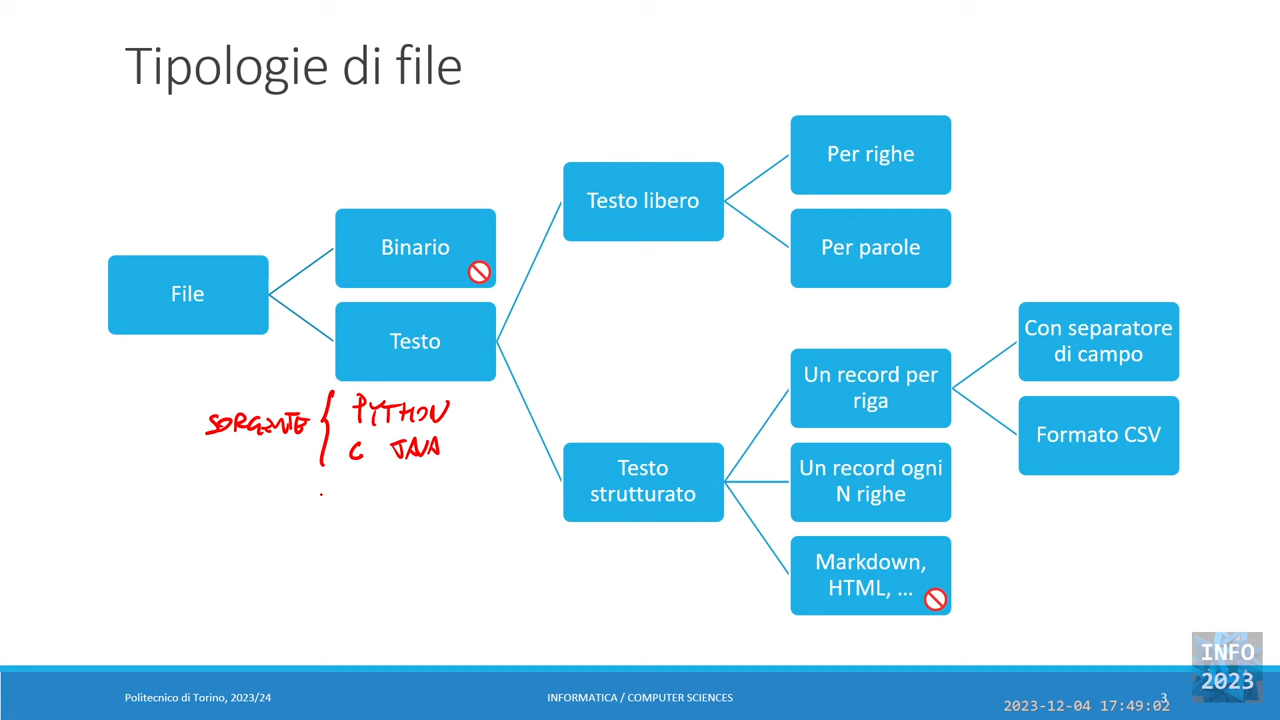 Tipologie di file
File
Binario
Testo
SORGENTE
PYTHON
C JAVA
Testo libero
Per righe
Per parole
Testo
strutturato
Un record per
riga
Con separatore
di campo
Formato CSV
Un record ogni
N righe
Markdown,
HTML, ...
Politecnico di Torino, 2023/24
INFORMATICA / COMPUTER SCIENCES
3
INFO
2023
2023-12-04 17:49:02